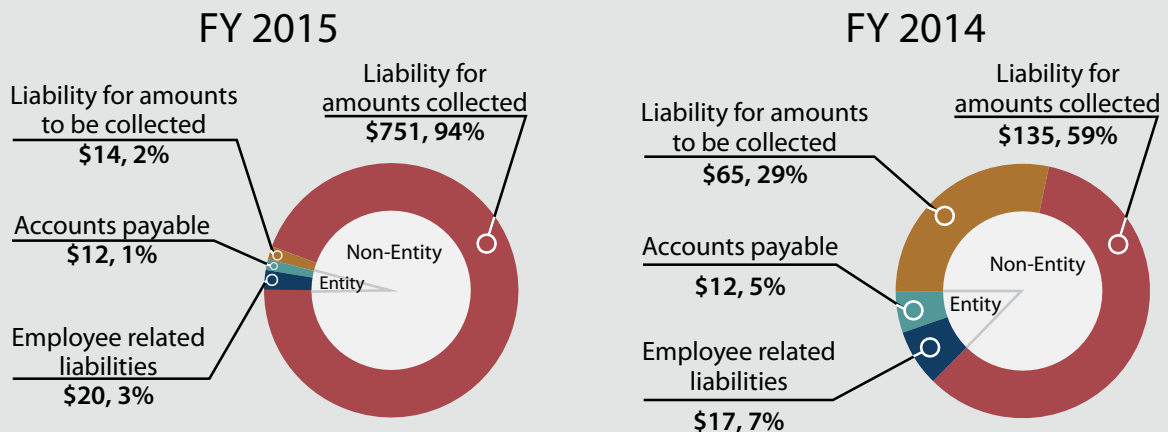 FY 2015
Liability for
amounts collected
$751, 94%
Liability for amounts
to be collected
$14, 2%
Accounts payable
$12, 1%
Employee related
liabilities
$20, 3%
Non-Entity
Entity
FY 2014
Liability for
amounts collected
$135, 59%
Liability for amounts
to be collected
$65, 29%
Accounts payable
$12, 5%
Employee related
liabilities
$17, 7%
Non-Entity
Entity